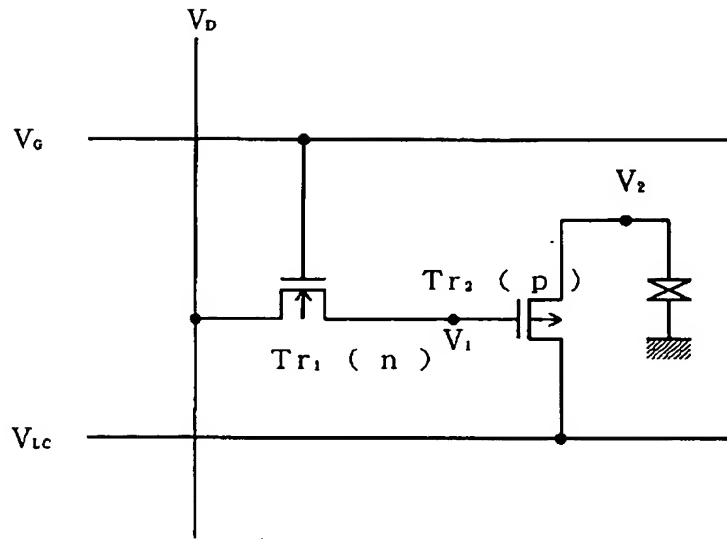 V_D
V_G
V_2
Tr_2 ( p )
V_1
Tr_1 ( n )
V_LC